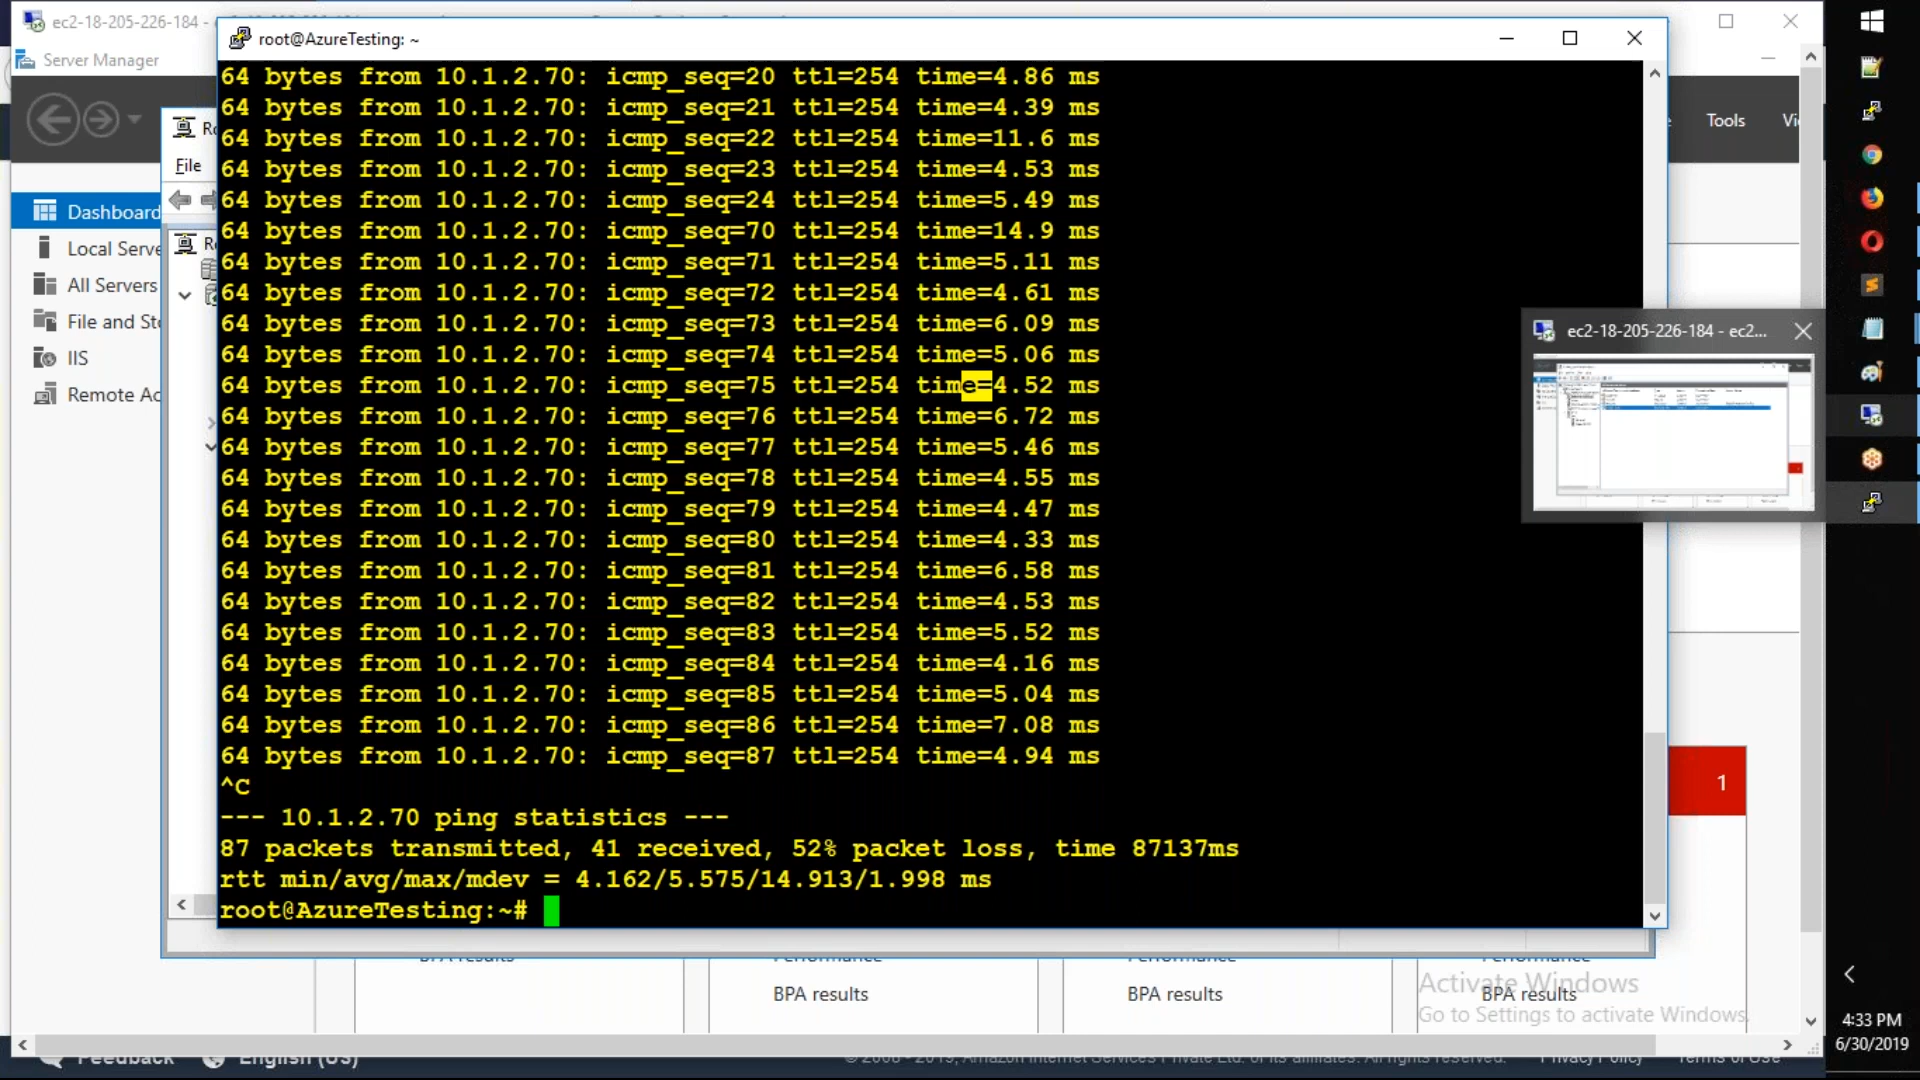 ec2-18-205-226-184 -
Server Manager
root@AzureTesting: ~
Tools
File
Dashboard
Local Serve
All Servers
File and Sto
IIS
Remote Ac
64 bytes from 10.1.2.70: icmp_seq=20 ttl=254 time=4.86 ms
64 bytes from 10.1.2.70: icmp_seq=21 ttl=254 time=4.39 ms
64 bytes from 10.1.2.70: icmp_seq=22 ttl=254 time=11.6 ms
64 bytes from 10.1.2.70: icmp_seq=23 ttl=254 time=4.53 ms
64 bytes from 10.1.2.70: icmp_seq=24 ttl=254 time=5.49 ms
64 bytes from 10.1.2.70: icmp_seq=70 ttl=254 time=14.9 ms
64 bytes from 10.1.2.70: icmp_seq=71 ttl=254 time=5.11 ms
64 bytes from 10.1.2.70: icmp_seq=72 ttl=254 time=4.61 ms
64 bytes from 10.1.2.70: icmp_seq=73 ttl=254 time=6.09 ms
64 bytes from 10.1.2.70: icmp_seq=74 ttl=254 time=5.06 ms
64 bytes from 10.1.2.70: icmp_seq=75 ttl=254 time=4.52 ms
64 bytes from 10.1.2.70: icmp_seq=76 ttl=254 time=6.72 ms
64 bytes from 10.1.2.70: icmp_seq=77 ttl=254 time=5.46 ms
64 bytes from 10.1.2.70: icmp_seq=78 ttl=254 time=4.55 ms
64 bytes from 10.1.2.70: icmp_seq=79 ttl=254 time=4.47 ms
64 bytes from 10.1.2.70: icmp_seq=80 ttl=254 time=4.33 ms
64 bytes from 10.1.2.70: icmp_seq=81 ttl=254 time=6.58 ms
64 bytes from 10.1.2.70: icmp_seq=82 ttl=254 time=4.53 ms
64 bytes from 10.1.2.70: icmp_seq=83 ttl=254 time=5.52 ms
64 bytes from 10.1.2.70: icmp_seq=84 ttl=254 time=4.16 ms
64 bytes from 10.1.2.70: icmp_seq=85 ttl=254 time=5.04 ms
64 bytes from 10.1.2.70: icmp_seq=86 ttl=254 time=7.08 ms
64 bytes from 10.1.2.70: icmp_seq=87 ttl=254 time=4.94 ms
^C
--- 10.1.2.70 ping statistics ---
87 packets transmitted, 41 received, 52% packet loss, time 87137ms
rtt min/avg/max/mdev = 4.162/5.575/14.913/1.998 ms
root@AzureTesting:~#
ec2-18-205-226-184 - ec2...
1
BPA results
BPA results
BPA results
Activate Windows
Go to Settings to activate Windows.
Feedback
English (US)
© 2008 - 2019, Amazon Internet Services Private Ltd. or its affiliates. All rights reserved.
Privacy Policy
Terms of Use
4:33 PM
6/30/2019